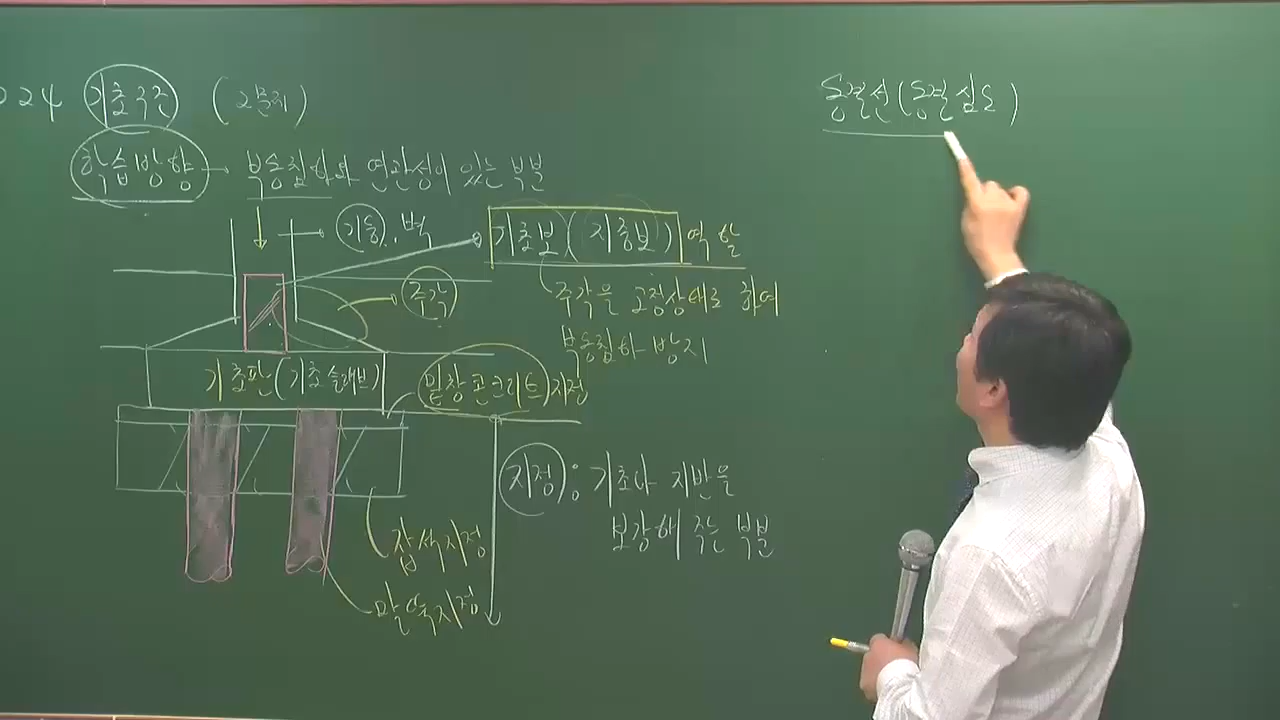 024 기초구조 (2문제)
학습방향 → 부동침하와 연관성이 있는 부분
기둥, 벽
기초보(지중보) 역할
주각을 고정상태로 하여
부동침하 방지
주각
기초판(기초슬래브)
밑창콘크리트 지정
지정 : 기초나 지반을
보강해 주는 부분
잡석지정
말뚝지정
동결선(동결심도)